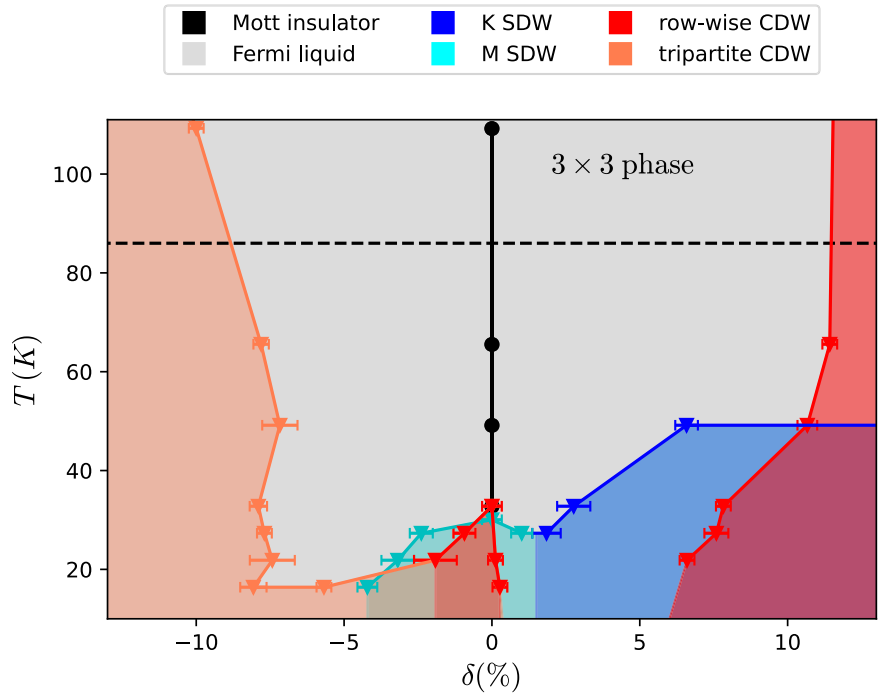 Mott insulator K SDW row-wise CDW
Fermi liquid M SDW tripartite CDW
3 × 3 phase
100
80
60
40
20
T (K)
−10 −5 0 5 10
δ(%)